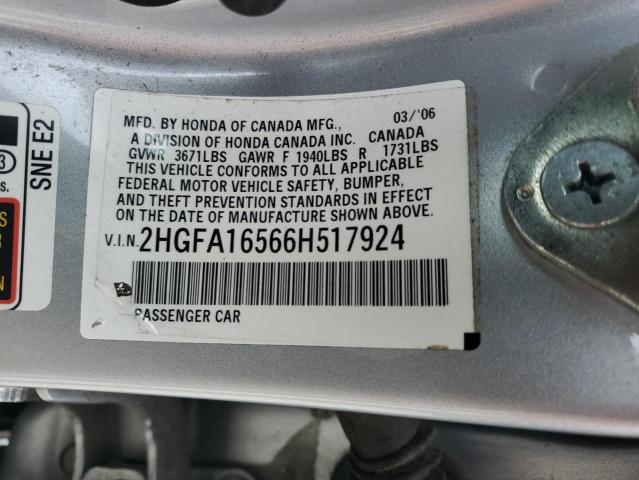 MFD. BY HONDA OF CANADA MFG., 03/'06
A DIVISION OF HONDA CANADA INC. CANADA
GVWR 3671LBS GAWR F 1940LBS R 1731LBS
THIS VEHICLE CONFORMS TO ALL APPLICABLE
FEDERAL MOTOR VEHICLE SAFETY, BUMPER,
AND THEFT PREVENTION STANDARDS IN EFFECT
ON THE DATE OF MANUFACTURE SHOWN ABOVE.
V.I.N. 2HGFA16566H517924
PASSENGER CAR
SNE E2
3
s.
S
R
N